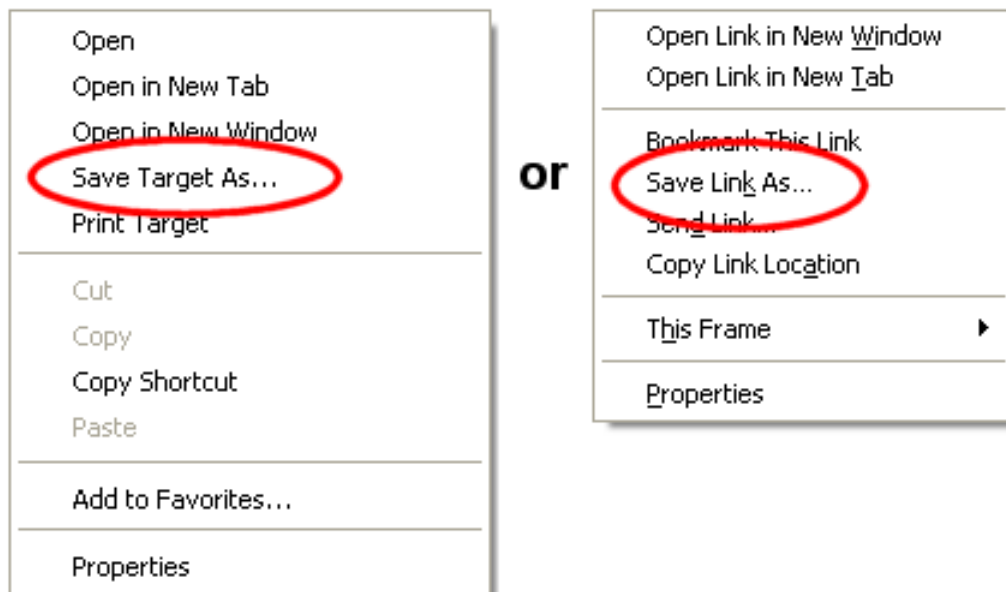 Open
Open in New Tab
Open in New Window
Save Target As...
Print Target
Cut
Copy
Copy Shortcut
Paste
Add to Favorites...
Properties
or
Open Link in New Window
Open Link in New Tab
Bookmark This Link
Save Link As...
Send Link...
Copy Link Location
This Frame
Properties